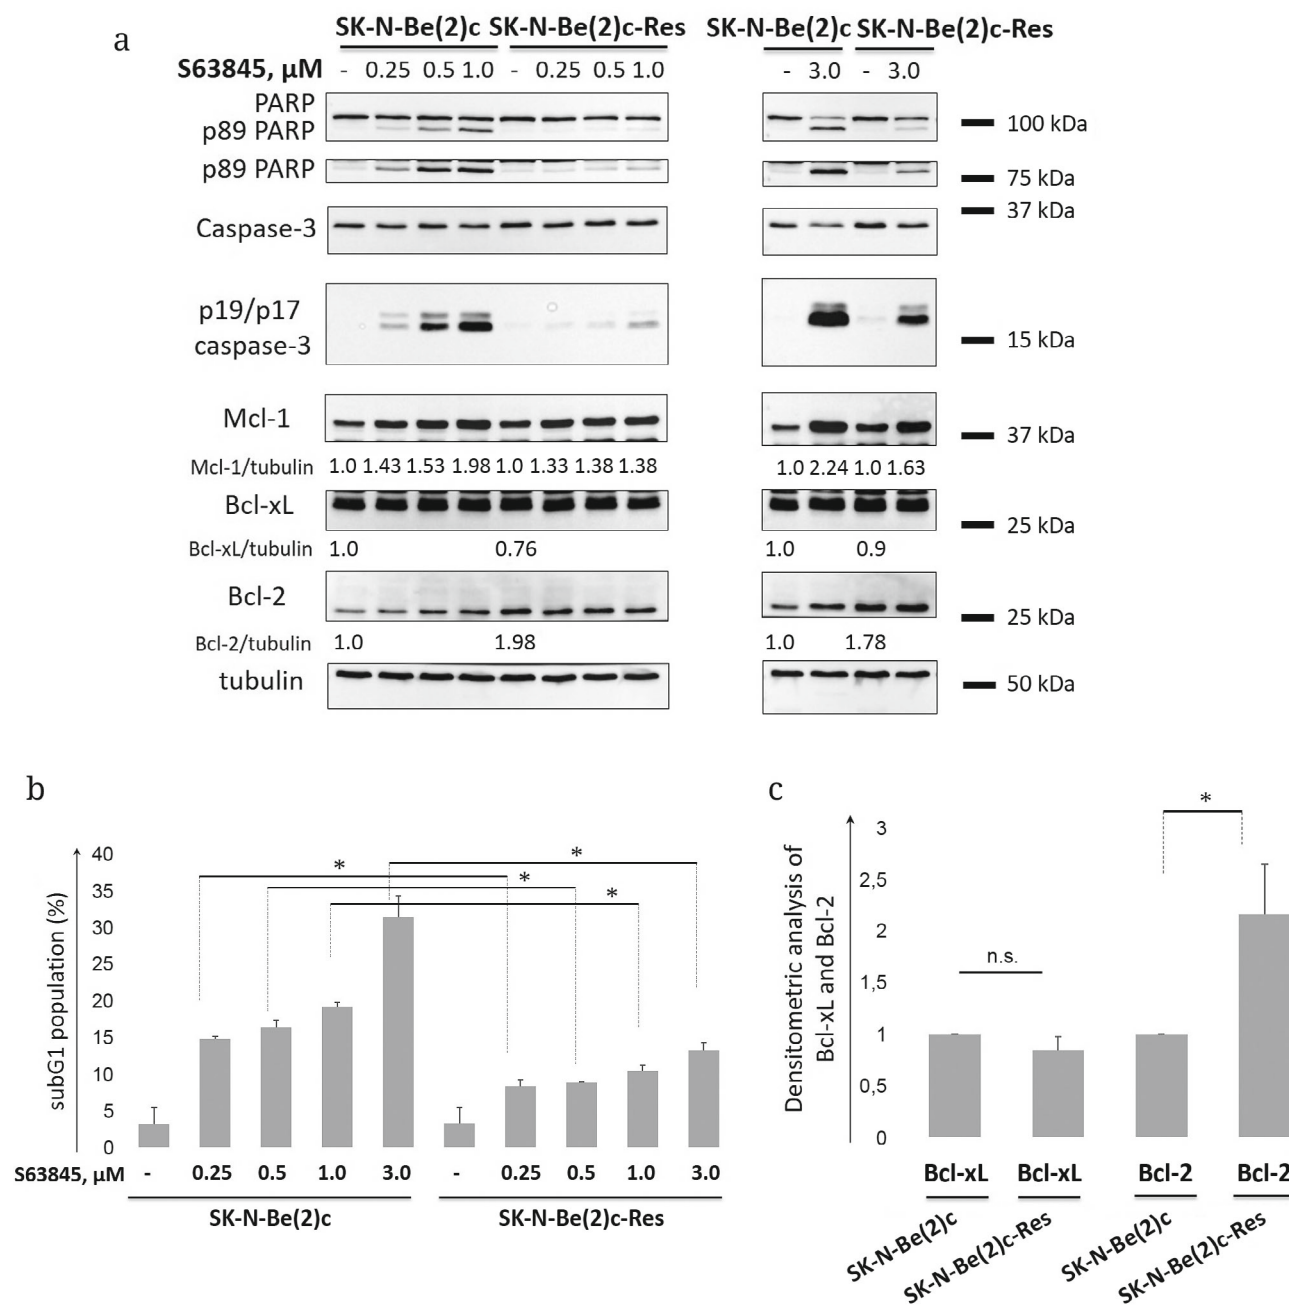 a
SK-N-Be(2)c SK-N-Be(2)c-Res SK-N-Be(2)c SK-N-Be(2)c-Res
S63845, μM - 0.25 0.5 1.0 - 0.25 0.5 1.0 - 3.0 - 3.0
PARP
p89 PARP
100 kDa
p89 PARP
75 kDa
37 kDa
Caspase-3
p19/p17
caspase-3
15 kDa
Mcl-1
37 kDa
Mcl-1/tubulin 1.0 1.43 1.53 1.98 1.0 1.33 1.38 1.38 1.0 2.24 1.0 1.63
Bcl-xL
25 kDa
Bcl-xL/tubulin 1.0 0.76 1.0 0.9
Bcl-2
25 kDa
Bcl-2/tubulin 1.0 1.98 1.0 1.78
tubulin
50 kDa
b
subG1 population (%)
40
35
30
25
20
15
10
5
0
* * * *
S63845, μM - 0.25 0.5 1.0 3.0 - 0.25 0.5 1.0 3.0
SK-N-Be(2)c SK-N-Be(2)c-Res
c
Densitometric analysis of
Bcl-xL and Bcl-2
3
2,5
2
1,5
1
0,5
0
n.s.
*
Bcl-xL Bcl-xL Bcl-2 Bcl-2
SK-N-Be(2)c
SK-N-Be(2)c-Res
SK-N-Be(2)c
SK-N-Be(2)c-Res